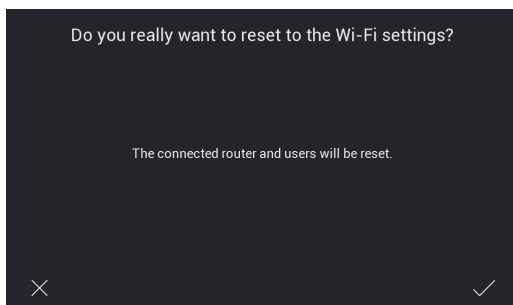 Do you really want to reset to the Wi-Fi settings?
The connected router and users will be reset.